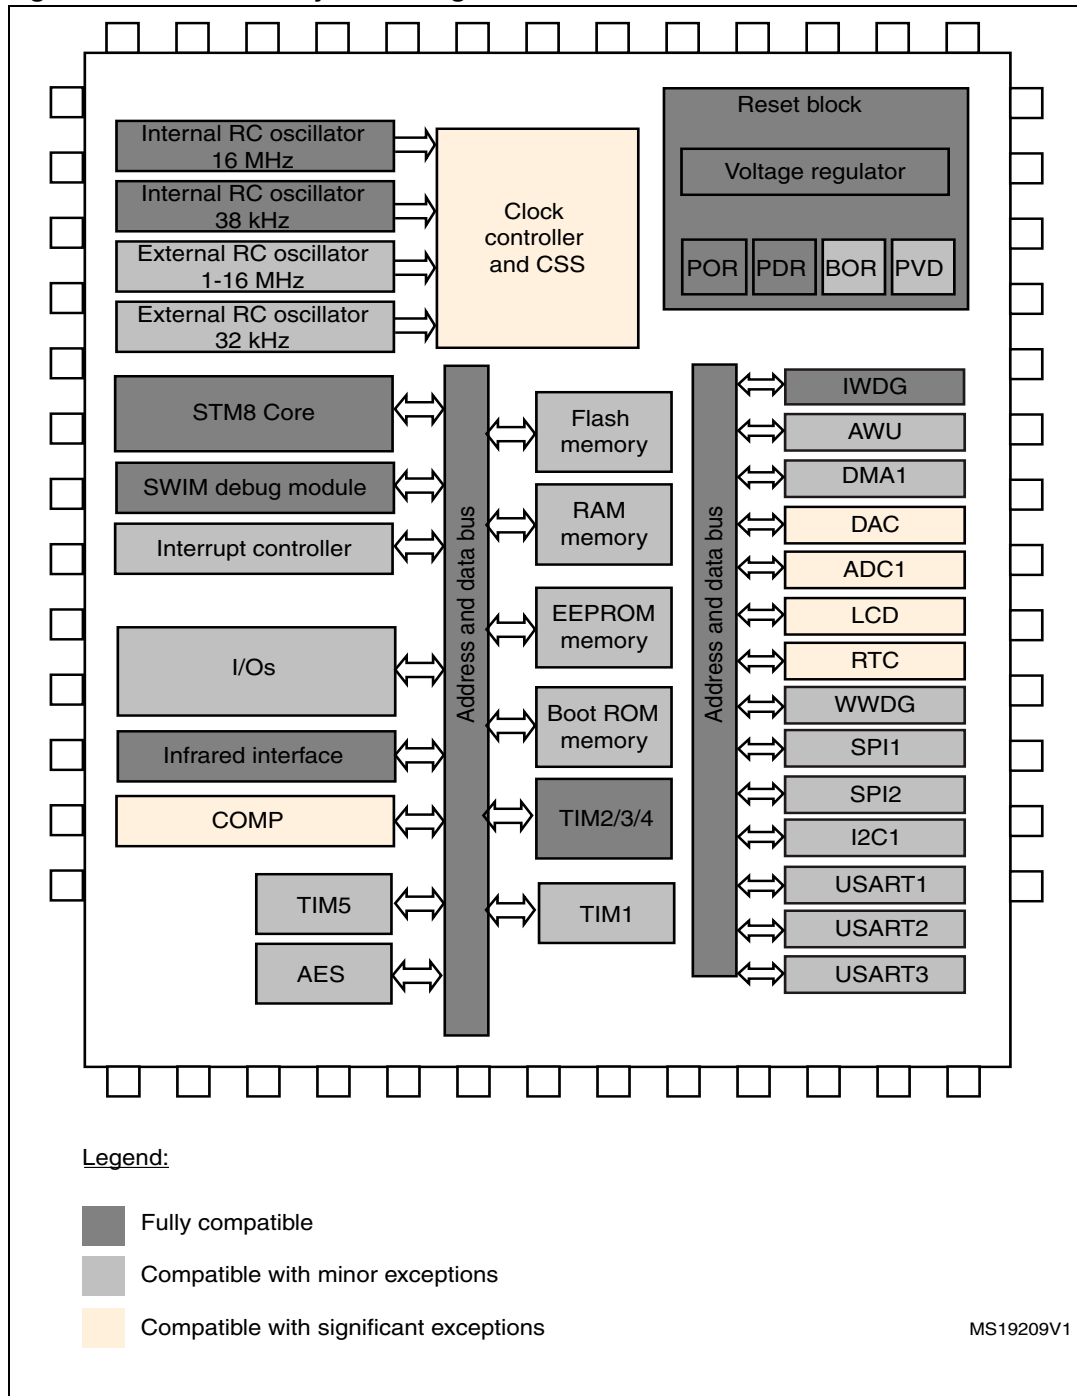 Internal RC oscillator
16 MHz
Internal RC oscillator
38 kHz
External RC oscillator
1-16 MHz
External RC oscillator
32 kHz
Clock
controller
and CSS
Reset block
Voltage regulator
POR PDR BOR PVD
STM8 Core
SWIM debug module
Interrupt controller
I/Os
Infrared interface
COMP
TIM5
AES
Address and data bus
Flash
memory
RAM
memory
EEPROM
memory
Boot ROM
memory
TIM2/3/4
TIM1
Address and data bus
IWDG
AWU
DMA1
DAC
ADC1
LCD
RTC
WWDG
SPI1
SPI2
I2C1
USART1
USART2
USART3
Legend:
Fully compatible
Compatible with minor exceptions
Compatible with significant exceptions
MS19209V1